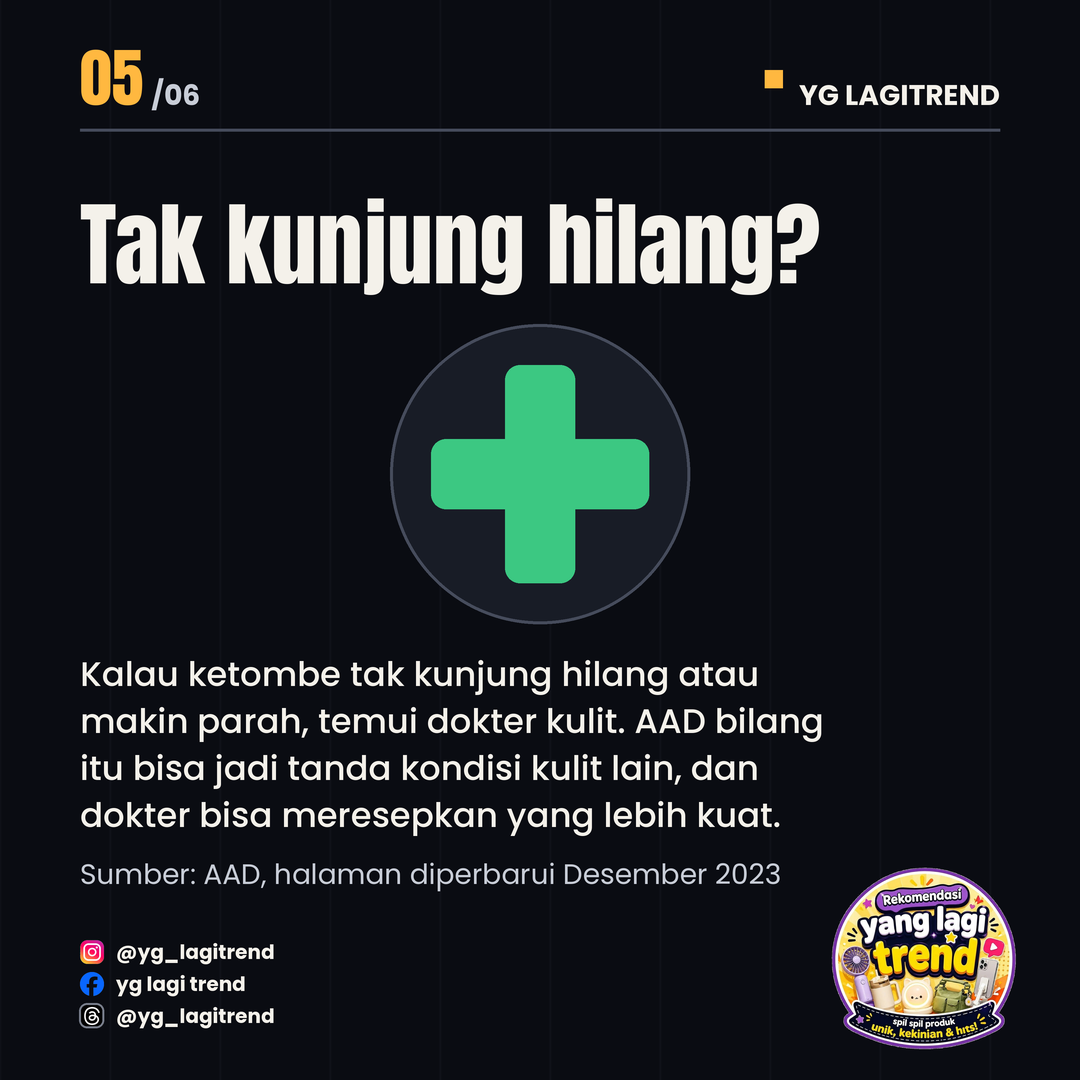 05 /06
YG LAGITREND
Tak kunjung hilang?
Kalau ketombe tak kunjung hilang atau
makin parah, temui dokter kulit. AAD bilang
itu bisa jadi tanda kondisi kulit lain, dan
dokter bisa meresepkan yang lebih kuat.
Sumber: AAD, halaman diperbarui Desember 2023
@yg_lagitrend
yg lagi trend
@yg_lagitrend
Rekomendasi
yang lagi
trend
spil spil produk
unik, kekinian & hits!